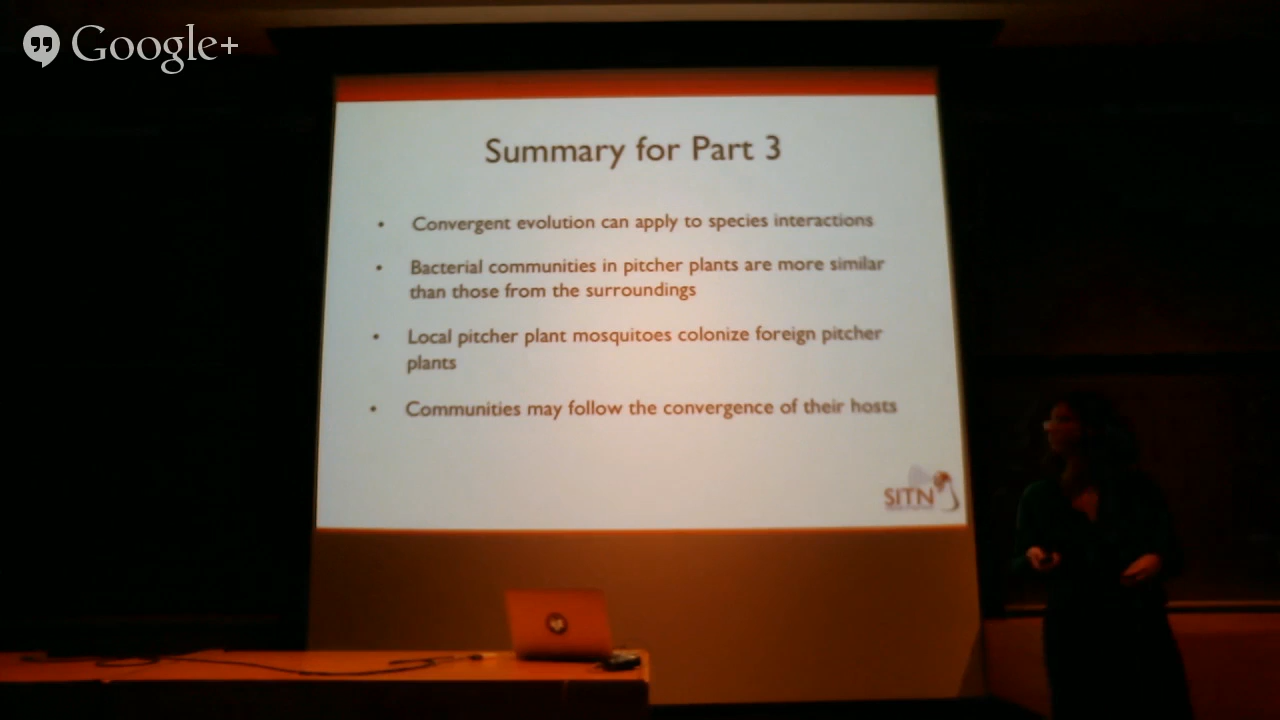 Google+
Summary for Part 3
• Convergent evolution can apply to species interactions
• Bacterial communities in pitcher plants are more similar
than those from the surroundings
• Local pitcher plant mosquitoes colonize foreign pitcher
plants
• Communities may follow the convergence of their hosts
SITN